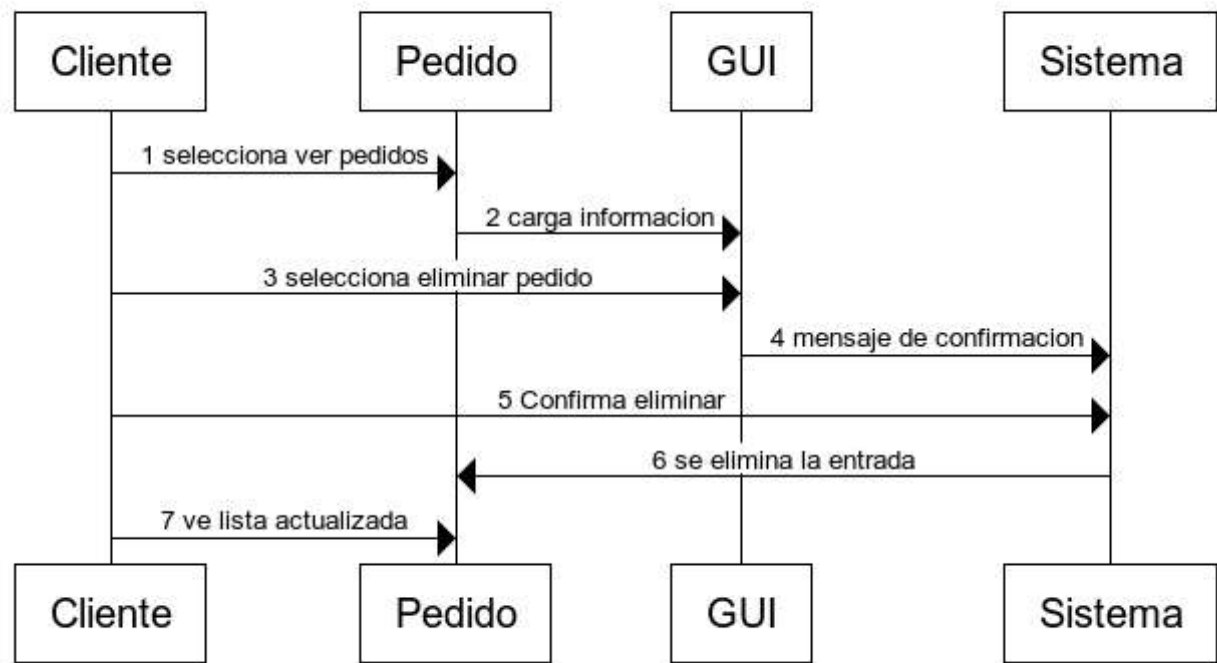 Cliente
Pedido
GUI
Sistema
1 selecciona ver pedidos
2 carga informacion
3 selecciona eliminar pedido
4 mensaje de confirmacion
5 Confirma eliminar
6 se elimina la entrada
7 ve lista actualizada
Cliente
Pedido
GUI
Sistema